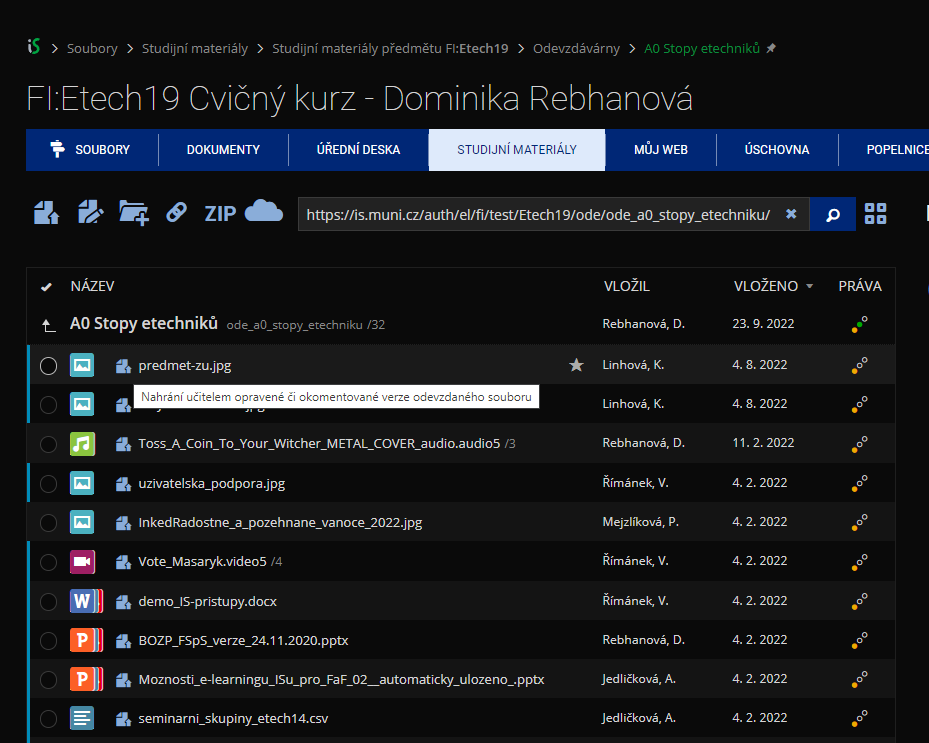 iS > Soubory > Studijní materiály > Studijní materiály předmětu FI:Etech19 > Odevzdávárny > A0 Stopy etechniků
FI:Etech19 Cvičný kurz - Dominika Rebhanová
SOUBORY DOKUMENTY ÚŘEDNÍ DESKA STUDIJNÍ MATERIÁLY MŮJ WEB ÚSCHOVNA POPELNICE
ZIP https://is.muni.cz/auth/el/fi/test/Etech19/ode/ode_a0_stopy_etechniku/
NÁZEV VLOŽIL VLOŽENO PRÁVA
A0 Stopy etechniků ode_a0_stopy_etechniku /32 Rebhanová, D. 23. 9. 2022
predmet-zu.jpg Linhová, K. 4. 8. 2022
Nahrání učitelem opravené či okomentované verze odevzdaného souboru
Linhová, K. 4. 8. 2022
Toss_A_Coin_To_Your_Witcher_METAL_COVER_audio.audio5 /3 Rebhanová, D. 11. 2. 2022
uzivatelska_podpora.jpg Římánek, V. 4. 2. 2022
InkedRadostne_a_pozehnane_vanoce_2022.jpg Mejzlíková, P. 4. 2. 2022
Vote_Masaryk.video5 /4 Římánek, V. 4. 2. 2022
W demo_IS-pristupy.docx Římánek, V. 4. 2. 2022
P BOZP_FSpS_verze_24.11.2020.pptx Rebhanová, D. 4. 2. 2022
P Moznosti_e-learningu_ISu_pro_FaF_02__automaticky_ulozeno_.pptx Jedličková, A. 4. 2. 2022
seminarni_skupiny_etech14.csv Jedličková, A. 4. 2. 2022